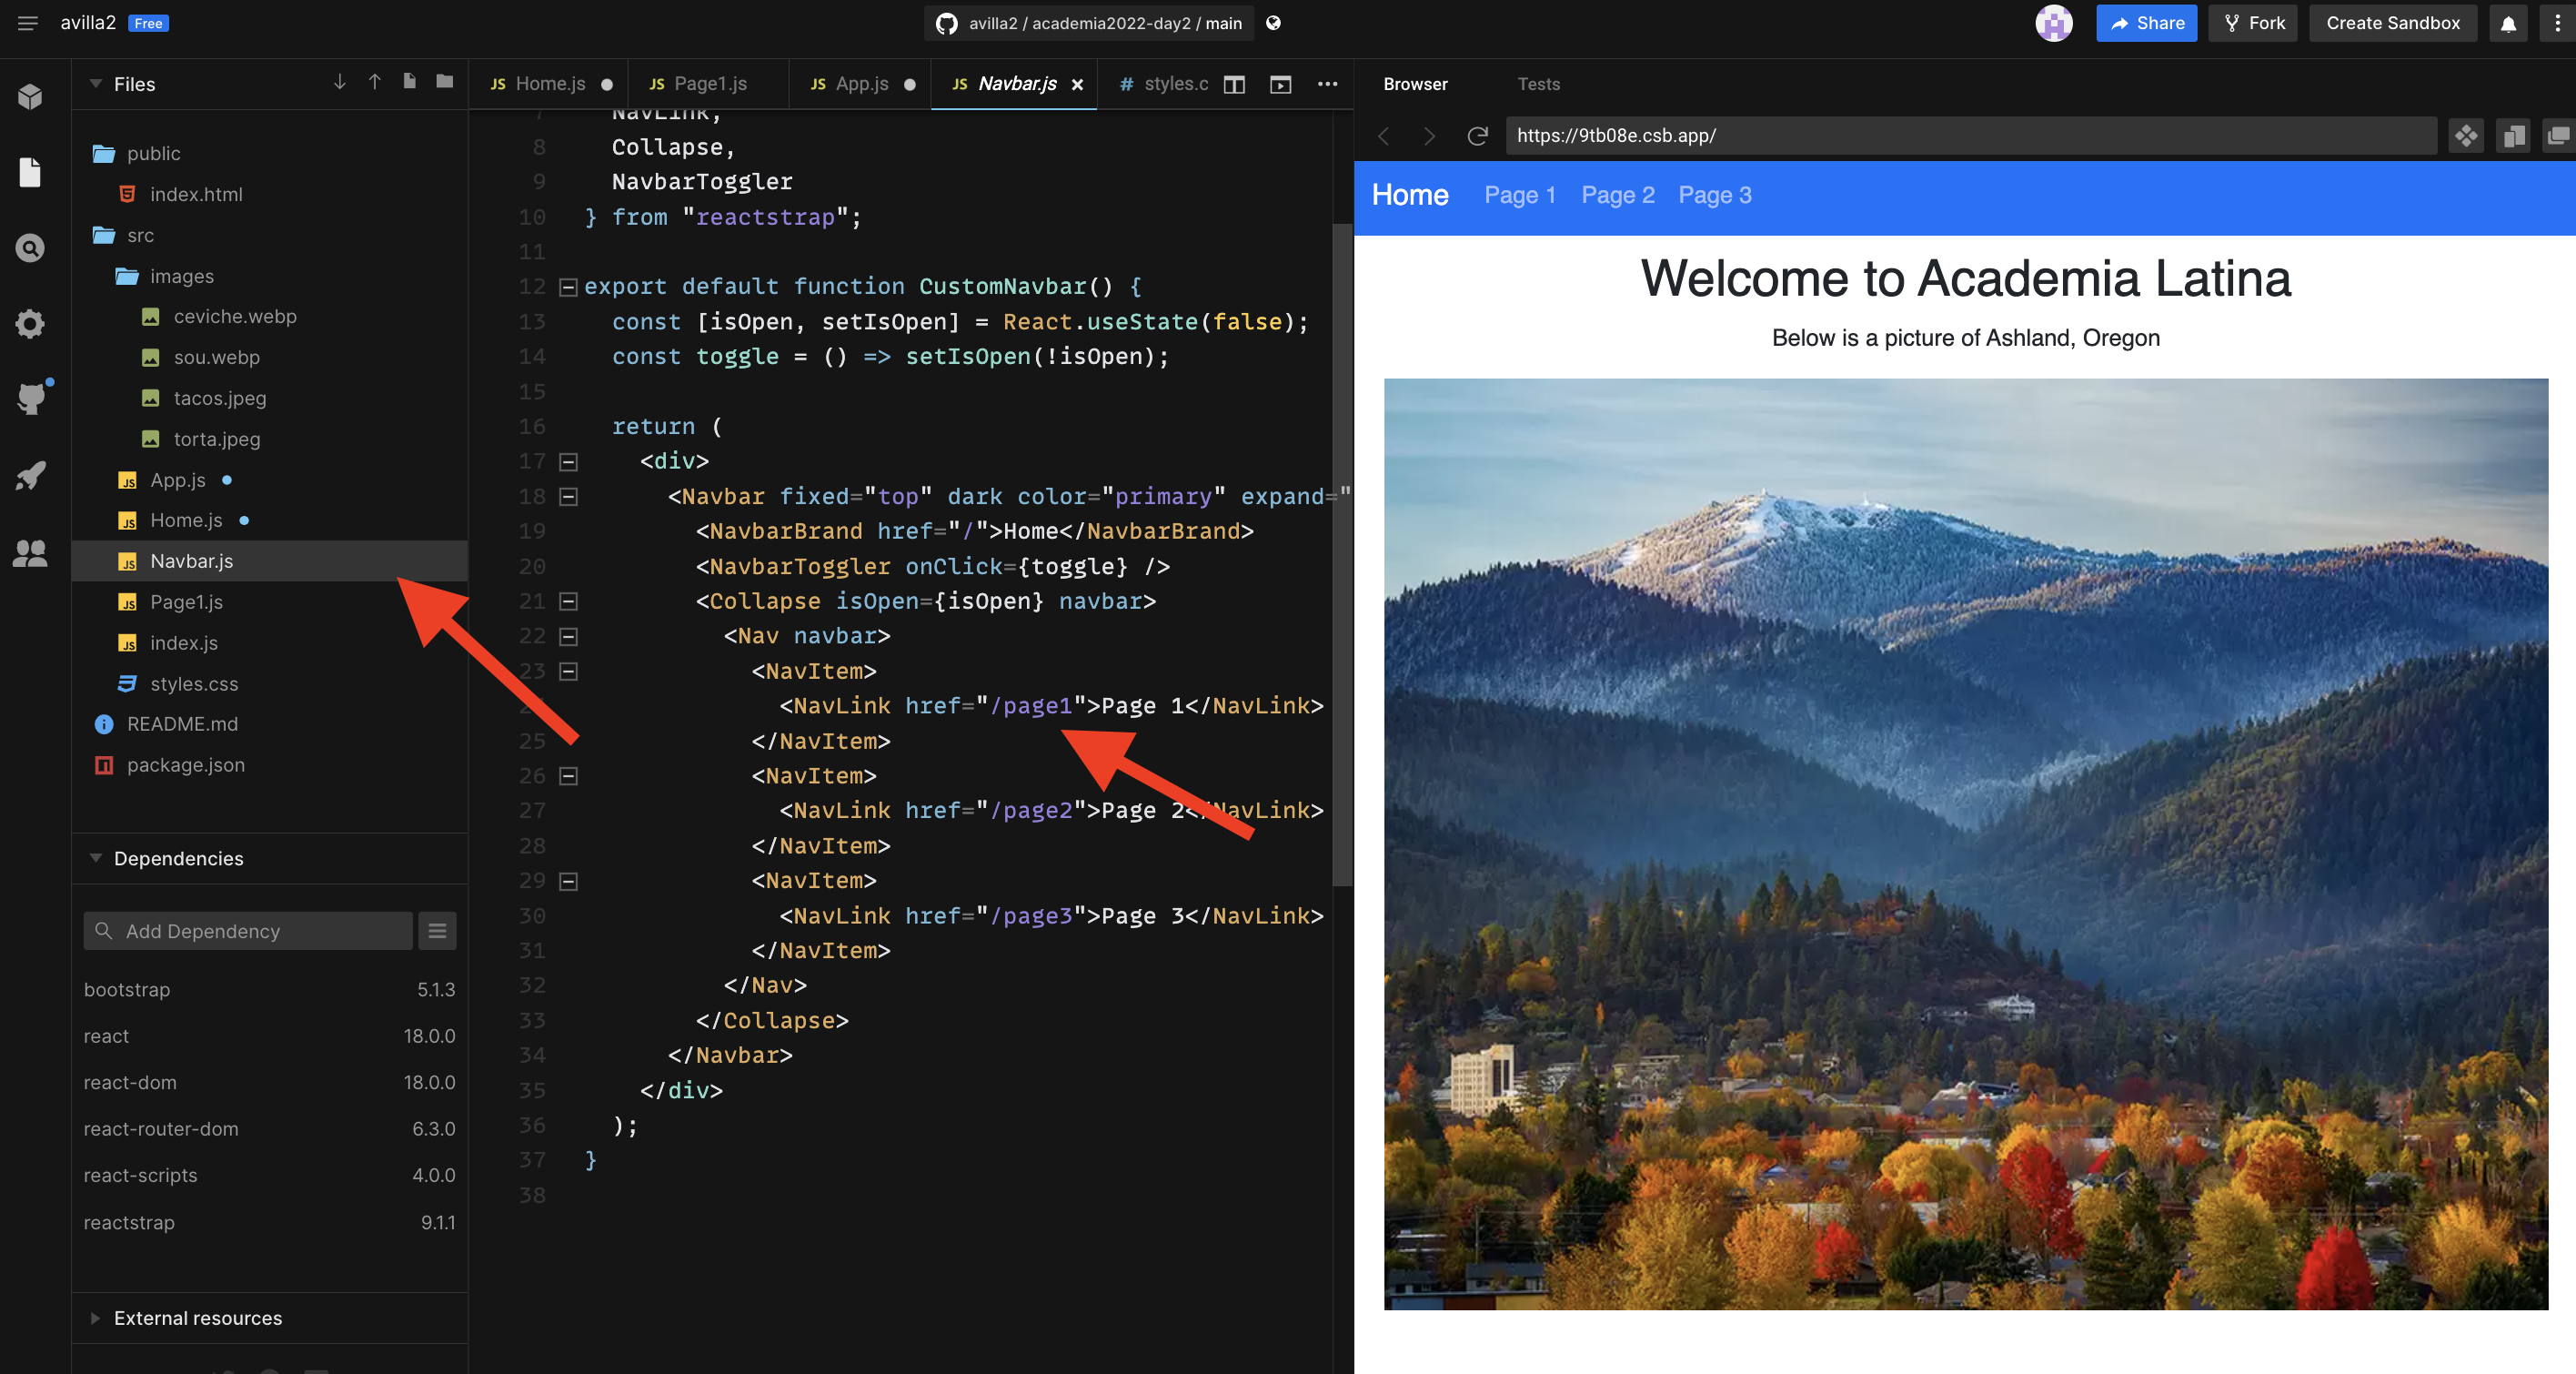 avilla2 Free
avilla2 / academia2022-day2 / main
Share
Fork
Create Sandbox
Files
public
index.html
src
images
ceviche.webp
sou.webp
tacos.jpeg
torta.jpeg
App.js
Home.js
Navbar.js
Page1.js
index.js
styles.css
README.md
package.json
Dependencies
Add Dependency
bootstrap 5.1.3
react 18.0.0
react-dom 18.0.0
react-router-dom 6.3.0
react-scripts 4.0.0
reactstrap 9.1.1
External resources
JS Home.js
JS Page1.js
JS App.js
JS Navbar.js
# styles.c
7 NavLink,
8 Collapse,
9 NavbarToggler
10 } from "reactstrap";
11
12 export default function CustomNavbar() {
13 const [isOpen, setIsOpen] = React.useState(false);
14 const toggle = () => setIsOpen(!isOpen);
15
16 return (
17 <div>
18 <Navbar fixed="top" dark color="primary" expand="
19 <NavbarBrand href="/">Home</NavbarBrand>
20 <NavbarToggler onClick={toggle} />
21 <Collapse isOpen={isOpen} navbar>
22 <Nav navbar>
23 <NavItem>
<NavLink href="/page1">Page 1</NavLink>
25 </NavItem>
26 <NavItem>
27 <NavLink href="/page2">Page 2</NavLink>
28 </NavItem>
29 <NavItem>
30 <NavLink href="/page3">Page 3</NavLink>
31 </NavItem>
32 </Nav>
33 </Collapse>
34 </Navbar>
35 </div>
36 );
37 }
38
Browser
Tests
https://9tb08e.csb.app/
Home Page 1 Page 2 Page 3
Welcome to Academia Latina
Below is a picture of Ashland, Oregon